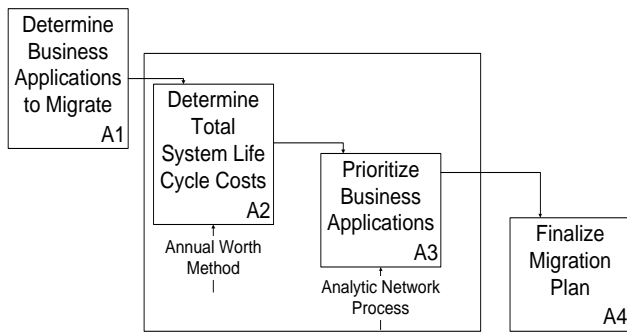 Determine
Business
Applications
to Migrate
A1
Determine
Total
System Life
Cycle Costs
A2
Annual Worth
Method
Prioritize
Business
Applications
A3
Analytic Network
Process
Finalize
Migration
Plan
A4